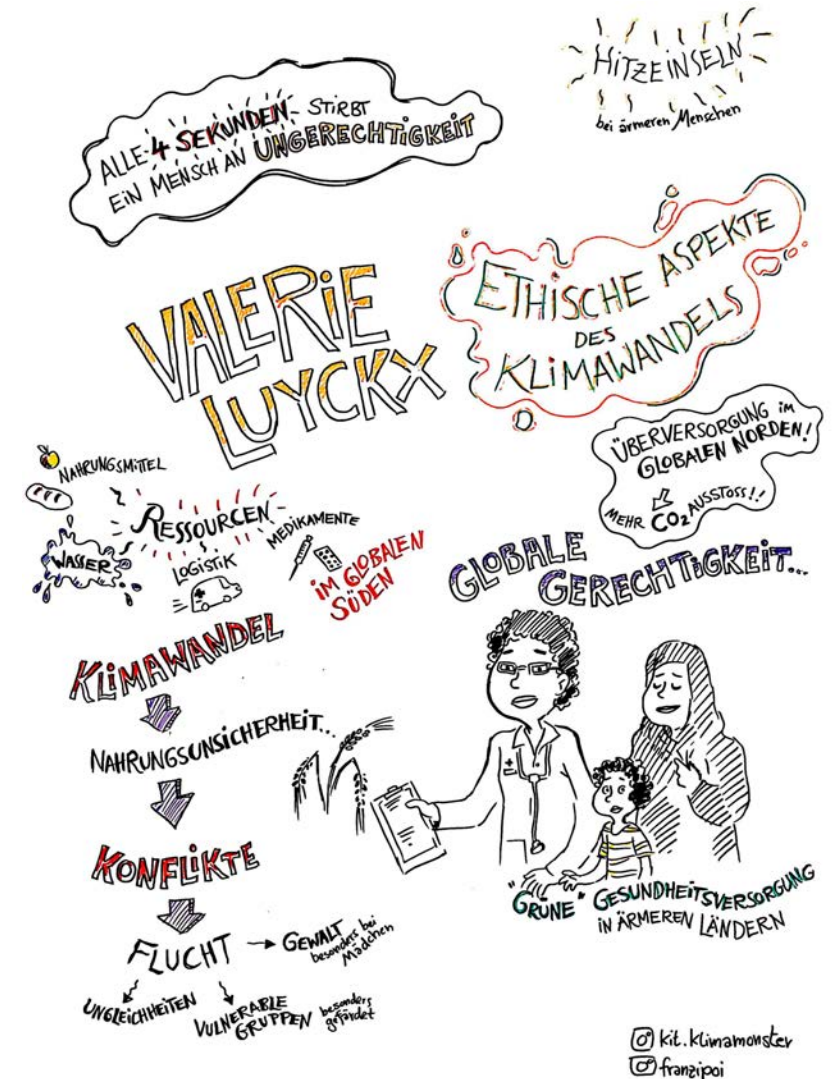 HITZEINSELN
bei ärmeren Menschen
ALLE 4 SEKUNDEN STIRBT
EIN MENSCH AN UNGERECHTIGKEIT
VALERIE
LUYCKX
ETHISCHE ASPEKTE
DES
KLIMAWANDELS
ÜBERVERSORGUNG IM
GLOBALEN NORDEN!
MEHR CO2 AUSSTOSS!!
NAHRUNGSMITTEL
RESSOURCEN
WASSER
LOGISTIK
MEDIKAMENTE
IM GLOBALEN
SÜDEN
GLOBALE
GERECHTIGKEIT...
KLIMAWANDEL
NAHRUNGSUNSICHERHEIT...
KONFLIKTE
FLUCHT
GEWALT
besonders bei
Mädchen
UNGLEICHHEITEN
VULNERABLE
GRUPPEN
besonders
gefärdet
"GRÜNE" GESUNDHEITSVERSORGUNG
IN ÄRMEREN LÄNDERN
kit.klimamonster
franzipoi